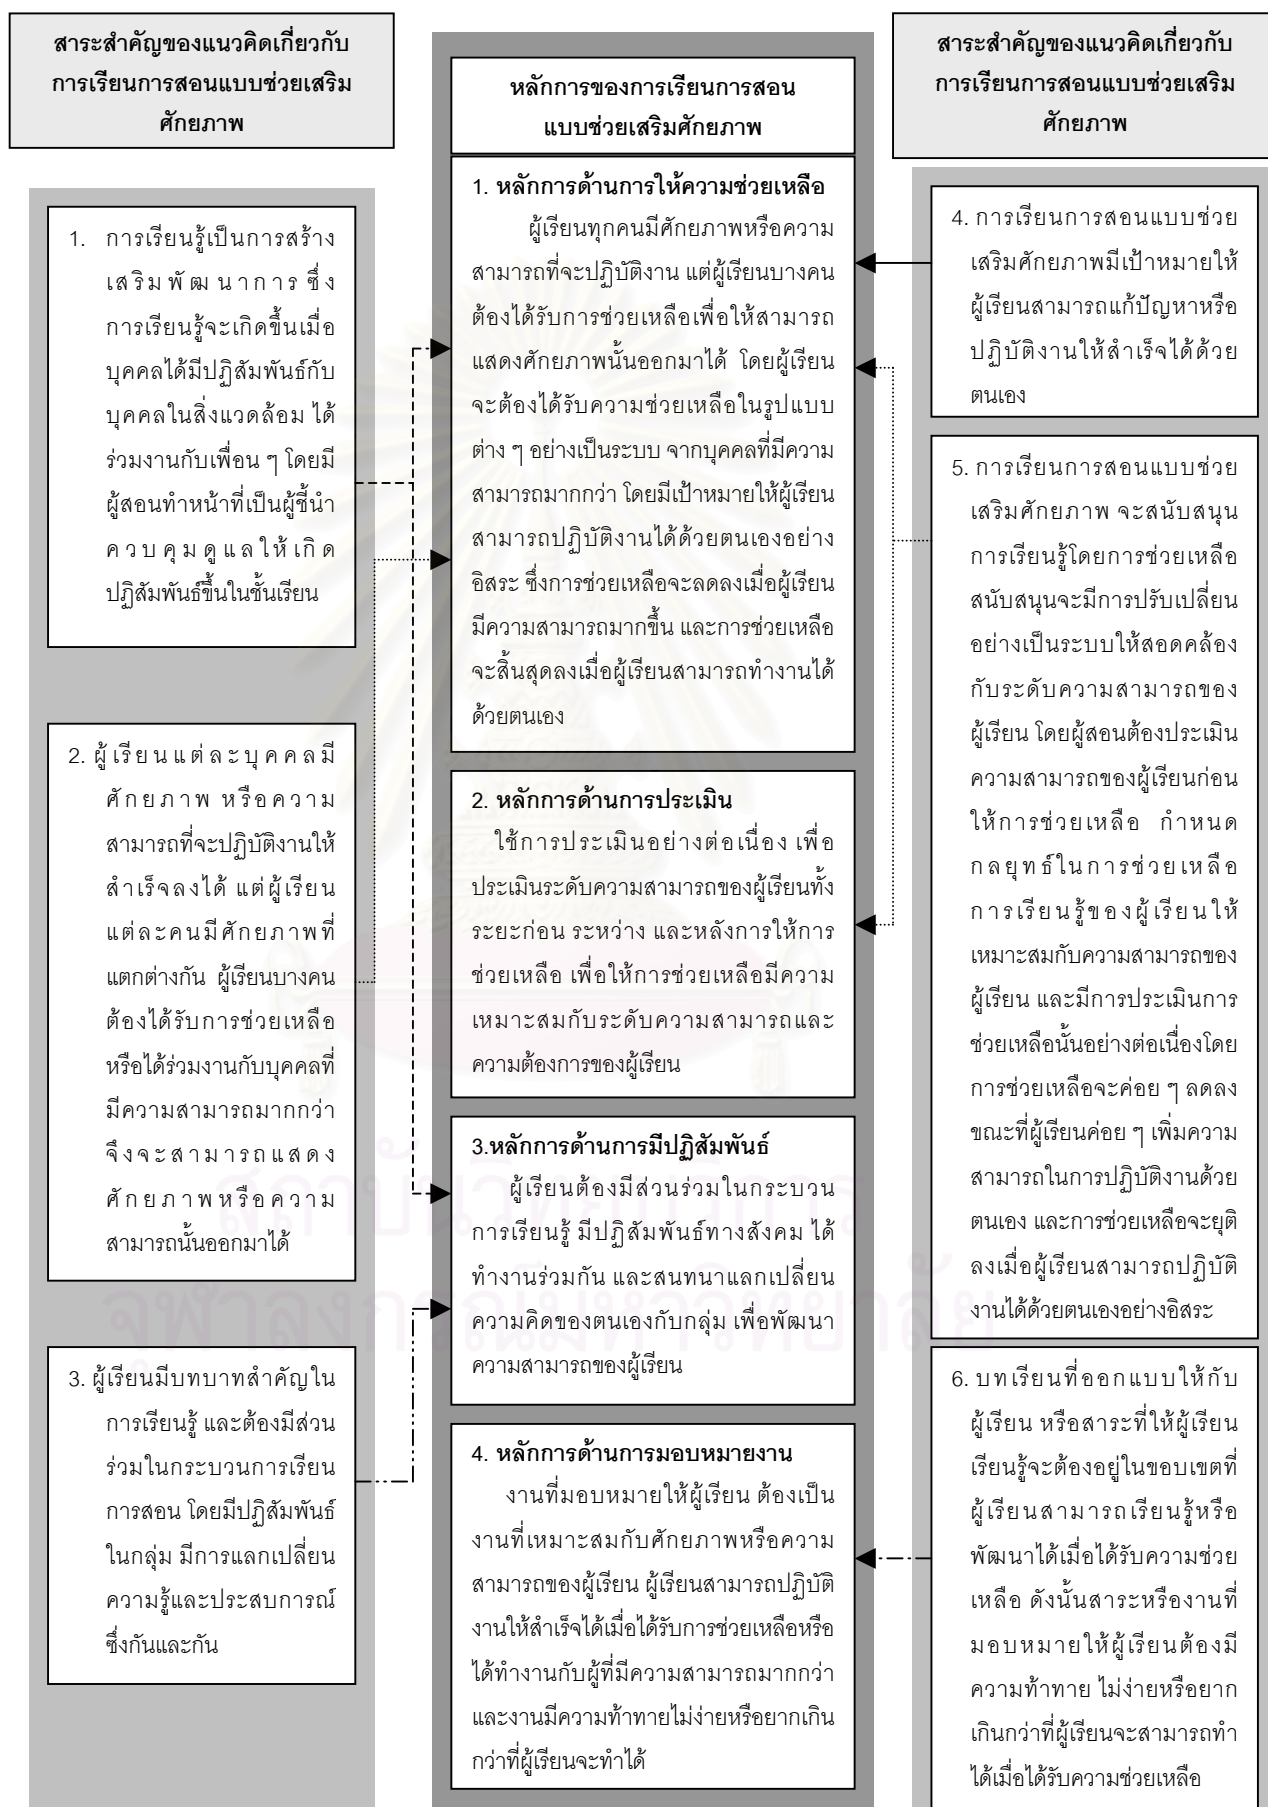 สาระสำคัญของแนวคิดเกี่ยวกับ
การเรียนการสอนแบบช่วยเสริม
ศักยภาพ
1. การเรียนรู้เป็นการสร้าง
เสริมพัฒนาการ ซึ่ง
การเรียนรู้จะเกิดขึ้นเมื่อ
บุคคลได้มีปฏิสัมพันธ์กับ
บุคคลในสิ่งแวดล้อม ได้
ร่วมงานกับเพื่อน ๆ โดยมี
ผู้สอนทำหน้าที่เป็นผู้ชี้นำ
ควบคุมดูแลให้เกิด
ปฏิสัมพันธ์ขึ้นในชั้นเรียน
2. ผู้เรียนแต่ละบุคคลมี
ศักยภาพ หรือความ
สามารถที่จะปฏิบัติงานให้
สำเร็จลงได้ แต่ผู้เรียน
แต่ละคนมีศักยภาพที่
แตกต่างกัน ผู้เรียนบางคน
ต้องได้รับการช่วยเหลือ
หรือได้ร่วมงานกับบุคคลที่
มีความสามารถมากกว่า
จึงจะสามารถแสดง
ศักยภาพหรือความ
สามารถนั้นออกมาได้
3. ผู้เรียนมีบทบาทสำคัญใน
การเรียนรู้ และต้องมีส่วน
ร่วมในกระบวนการเรียน
การสอน โดยมีปฏิสัมพันธ์
ในกลุ่ม มีการแลกเปลี่ยน
ความรู้และประสบการณ์
ซึ่งกันและกัน
หลักการของการเรียนการสอน
แบบช่วยเสริมศักยภาพ
1. หลักการด้านการให้ความช่วยเหลือ
ผู้เรียนทุกคนมีศักยภาพหรือความ
สามารถที่จะปฏิบัติงาน แต่ผู้เรียนบางคน
ต้องได้รับการช่วยเหลือเพื่อให้สามารถ
แสดงศักยภาพนั้นออกมาได้ โดยผู้เรียน
จะต้องได้รับความช่วยเหลือในรูปแบบ
ต่าง ๆ อย่างเป็นระบบ จากบุคคลที่มีความ
สามารถมากกว่า โดยมีเป้าหมายให้ผู้เรียน
สามารถปฏิบัติงานได้ด้วยตนเองอย่าง
อิสระ ซึ่งการช่วยเหลือจะลดลงเมื่อผู้เรียน
มีความสามารถมากขึ้น และการช่วยเหลือ
จะสิ้นสุดลงเมื่อผู้เรียนสามารถทำงานได้
ด้วยตนเอง
2. หลักการด้านการประเมิน
ใช้การประเมินอย่างต่อเนื่อง เพื่อ
ประเมินระดับความสามารถของผู้เรียนทั้ง
ระยะก่อน ระหว่าง และหลังการให้การ
ช่วยเหลือ เพื่อให้การช่วยเหลือมีความ
เหมาะสมกับระดับความสามารถและ
ความต้องการของผู้เรียน
3.หลักการด้านการมีปฏิสัมพันธ์
ผู้เรียนต้องมีส่วนร่วมในกระบวน
การเรียนรู้ มีปฏิสัมพันธ์ทางสังคม ได้
ทำงานร่วมกัน และสนทนาแลกเปลี่ยน
ความคิดของตนเองกับกลุ่ม เพื่อพัฒนา
ความสามารถของผู้เรียน
4. หลักการด้านการมอบหมายงาน
งานที่มอบหมายให้ผู้เรียน ต้องเป็น
งานที่เหมาะสมกับศักยภาพหรือความ
สามารถของผู้เรียน ผู้เรียนสามารถปฏิบัติ
งานให้สำเร็จได้เมื่อได้รับการช่วยเหลือหรือ
ได้ทำงานกับผู้ที่มีความสามารถมากกว่า
และงานมีความท้าทายไม่ง่ายหรือยากเกิน
กว่าที่ผู้เรียนจะทำได้
สาระสำคัญของแนวคิดเกี่ยวกับ
การเรียนการสอนแบบช่วยเสริม
ศักยภาพ
4. การเรียนการสอนแบบช่วย
เสริมศักยภาพมีเป้าหมายให้
ผู้เรียนสามารถแก้ปัญหาหรือ
ปฏิบัติงานให้สำเร็จได้ด้วย
ตนเอง
5. การเรียนการสอนแบบช่วย
เสริมศักยภาพ จะสนับสนุน
การเรียนรู้โดยการช่วยเหลือ
สนับสนุนจะมีการปรับเปลี่ยน
อย่างเป็นระบบให้สอดคล้อง
กับระดับความสามารถของ
ผู้เรียน โดยผู้สอนต้องประเมิน
ความสามารถของผู้เรียนก่อน
ให้การช่วยเหลือ กำหนด
กลยุทธ์ในการช่วยเหลือ
การเรียนรู้ของผู้เรียนให้
เหมาะสมกับความสามารถของ
ผู้เรียน และมีการประเมินการ
ช่วยเหลือนั้นอย่างต่อเนื่องโดย
การช่วยเหลือจะค่อย ๆ ลดลง
ขณะที่ผู้เรียนค่อย ๆ เพิ่มความ
สามารถในการปฏิบัติงานด้วย
ตนเอง และการช่วยเหลือจะยุติ
ลงเมื่อผู้เรียนสามารถปฏิบัติ
งานได้ด้วยตนเองอย่างอิสระ
6. บทเรียนที่ออกแบบให้กับ
ผู้เรียน หรือสาระที่ให้ผู้เรียน
เรียนรู้จะต้องอยู่ในขอบเขตที่
ผู้เรียนสามารถเรียนรู้หรือ
พัฒนาได้เมื่อได้รับความช่วย
เหลือ ดังนั้นสาระหรืองานที่
มอบหมายให้ผู้เรียนต้องมี
ความท้าทาย ไม่ง่ายหรือยาก
เกินกว่าที่ผู้เรียนจะสามารถทำ
ได้เมื่อได้รับความช่วยเหลือ
สถาบันวิทยบริการ
จุฬาลงกรณ์มหาวิทยาลัย